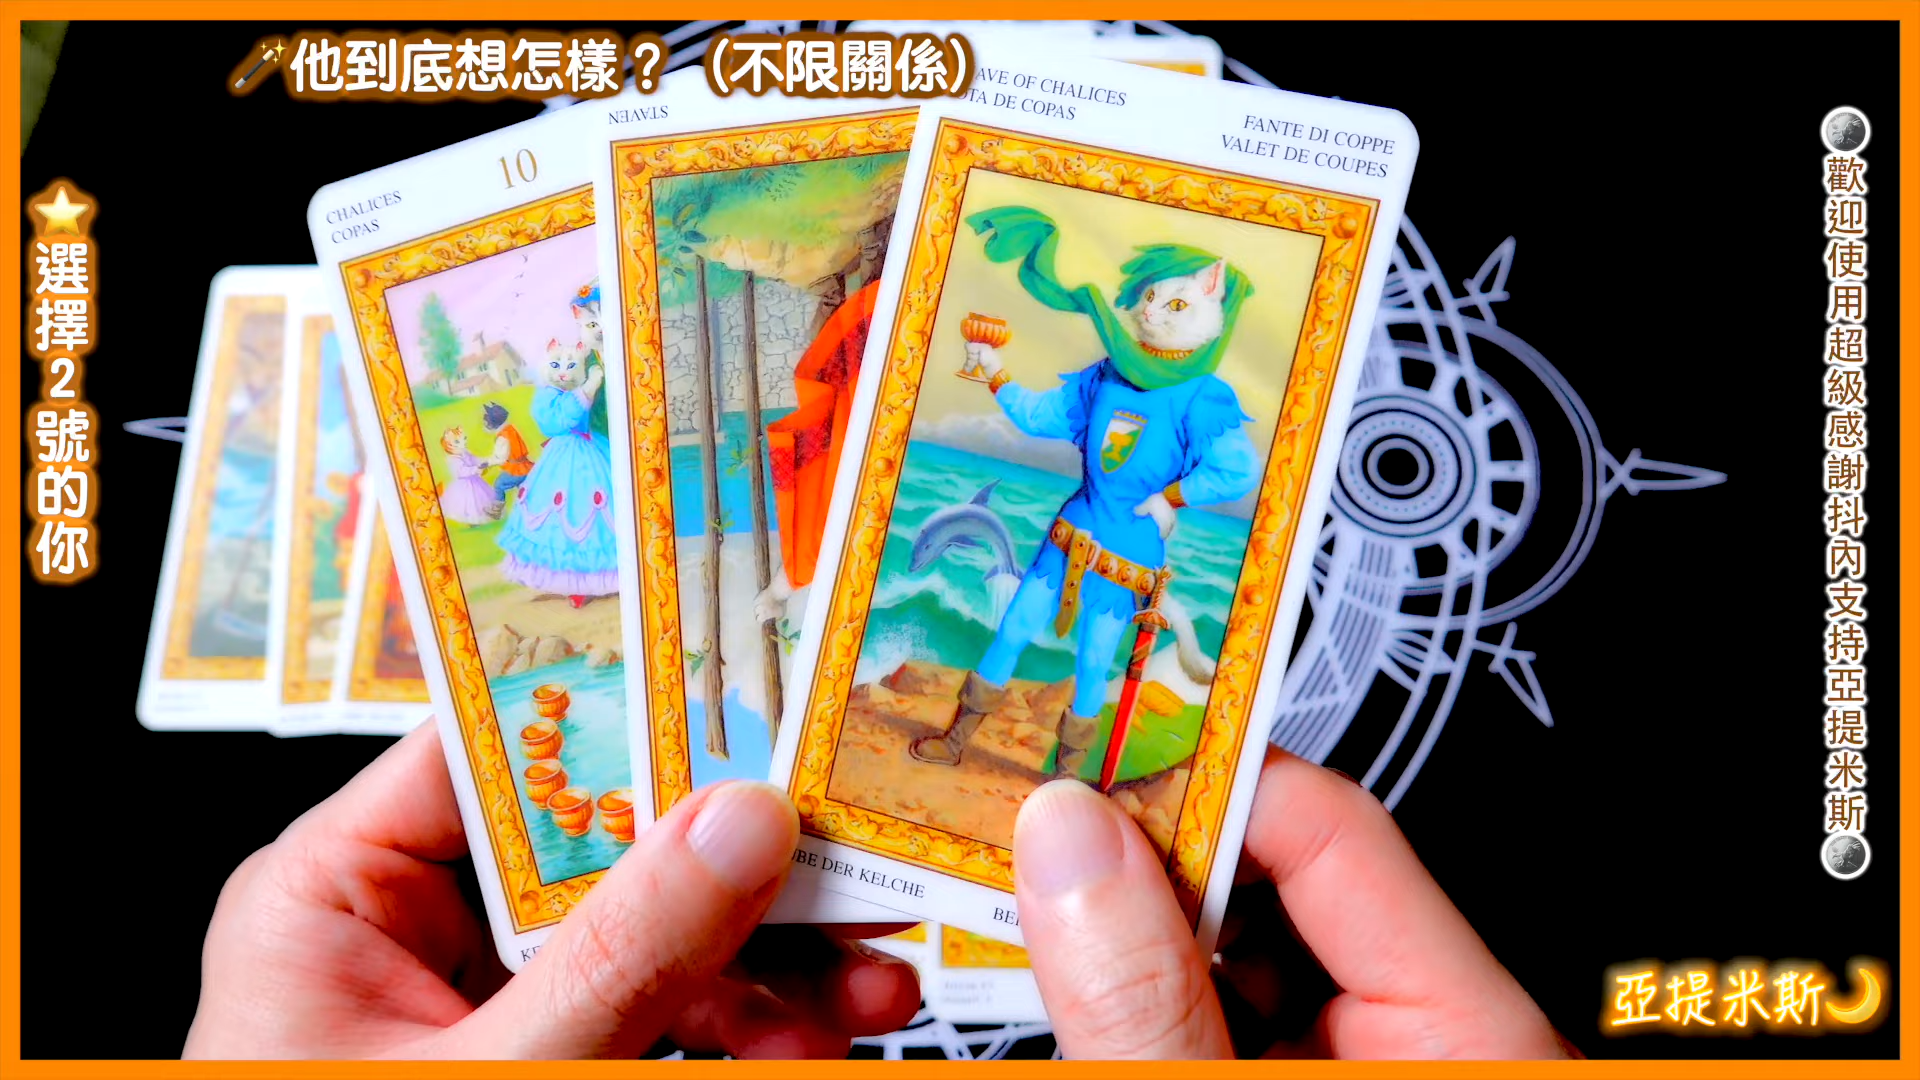 🪄他到底想怎樣？（不限關係）
⭐選擇2號的你
歡迎使用超級感謝抖內支持亞提米斯
CHALICES
COPAS
10
STAVEN
AVE OF CHALICES
OTA DE COPAS
FANTE DI COPPE
VALET DE COUPES
UBE DER KELCHE
亞提米斯🌙